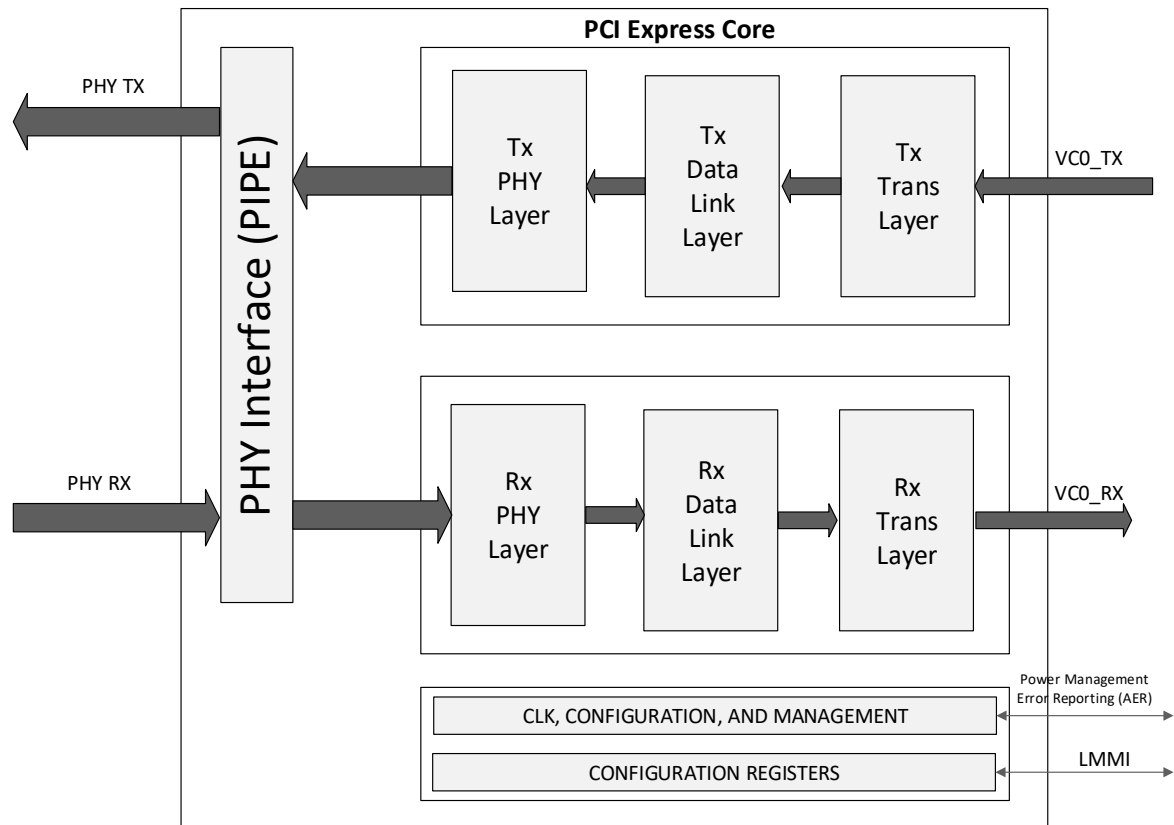 PCI Express Core
PHY TX
PHY Interface (PIPE)
Tx
PHY
Layer
Tx
Data
Link
Layer
Tx
Trans
Layer
VC0_TX
PHY RX
Rx
PHY
Layer
Rx
Data
Link
Layer
Rx
Trans
Layer
VC0_RX
Power Management
Error Reporting (AER)
CLK, CONFIGURATION, AND MANAGEMENT
CONFIGURATION REGISTERS
LMMI